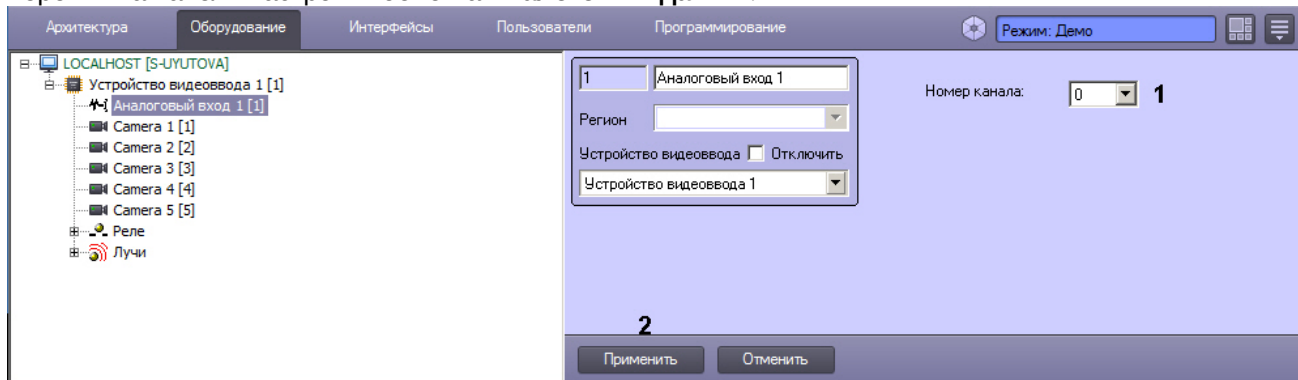 Архитектура Оборудование Интерфейсы Пользователи Программирование Режим: Демо
LOCALHOST [S-UYUTOVA]
Устройство видеоввода 1 [1]
Аналоговый вход 1 [1]
Camera 1 [1]
Camera 2 [2]
Camera 3 [3]
Camera 4 [4]
Camera 5 [5]
Реле
Лучи
1 Аналоговый вход 1
Регион
Устройство видеоввода Отключить
Устройство видеоввода 1
Номер канала: 0 1
2
Применить Отменить